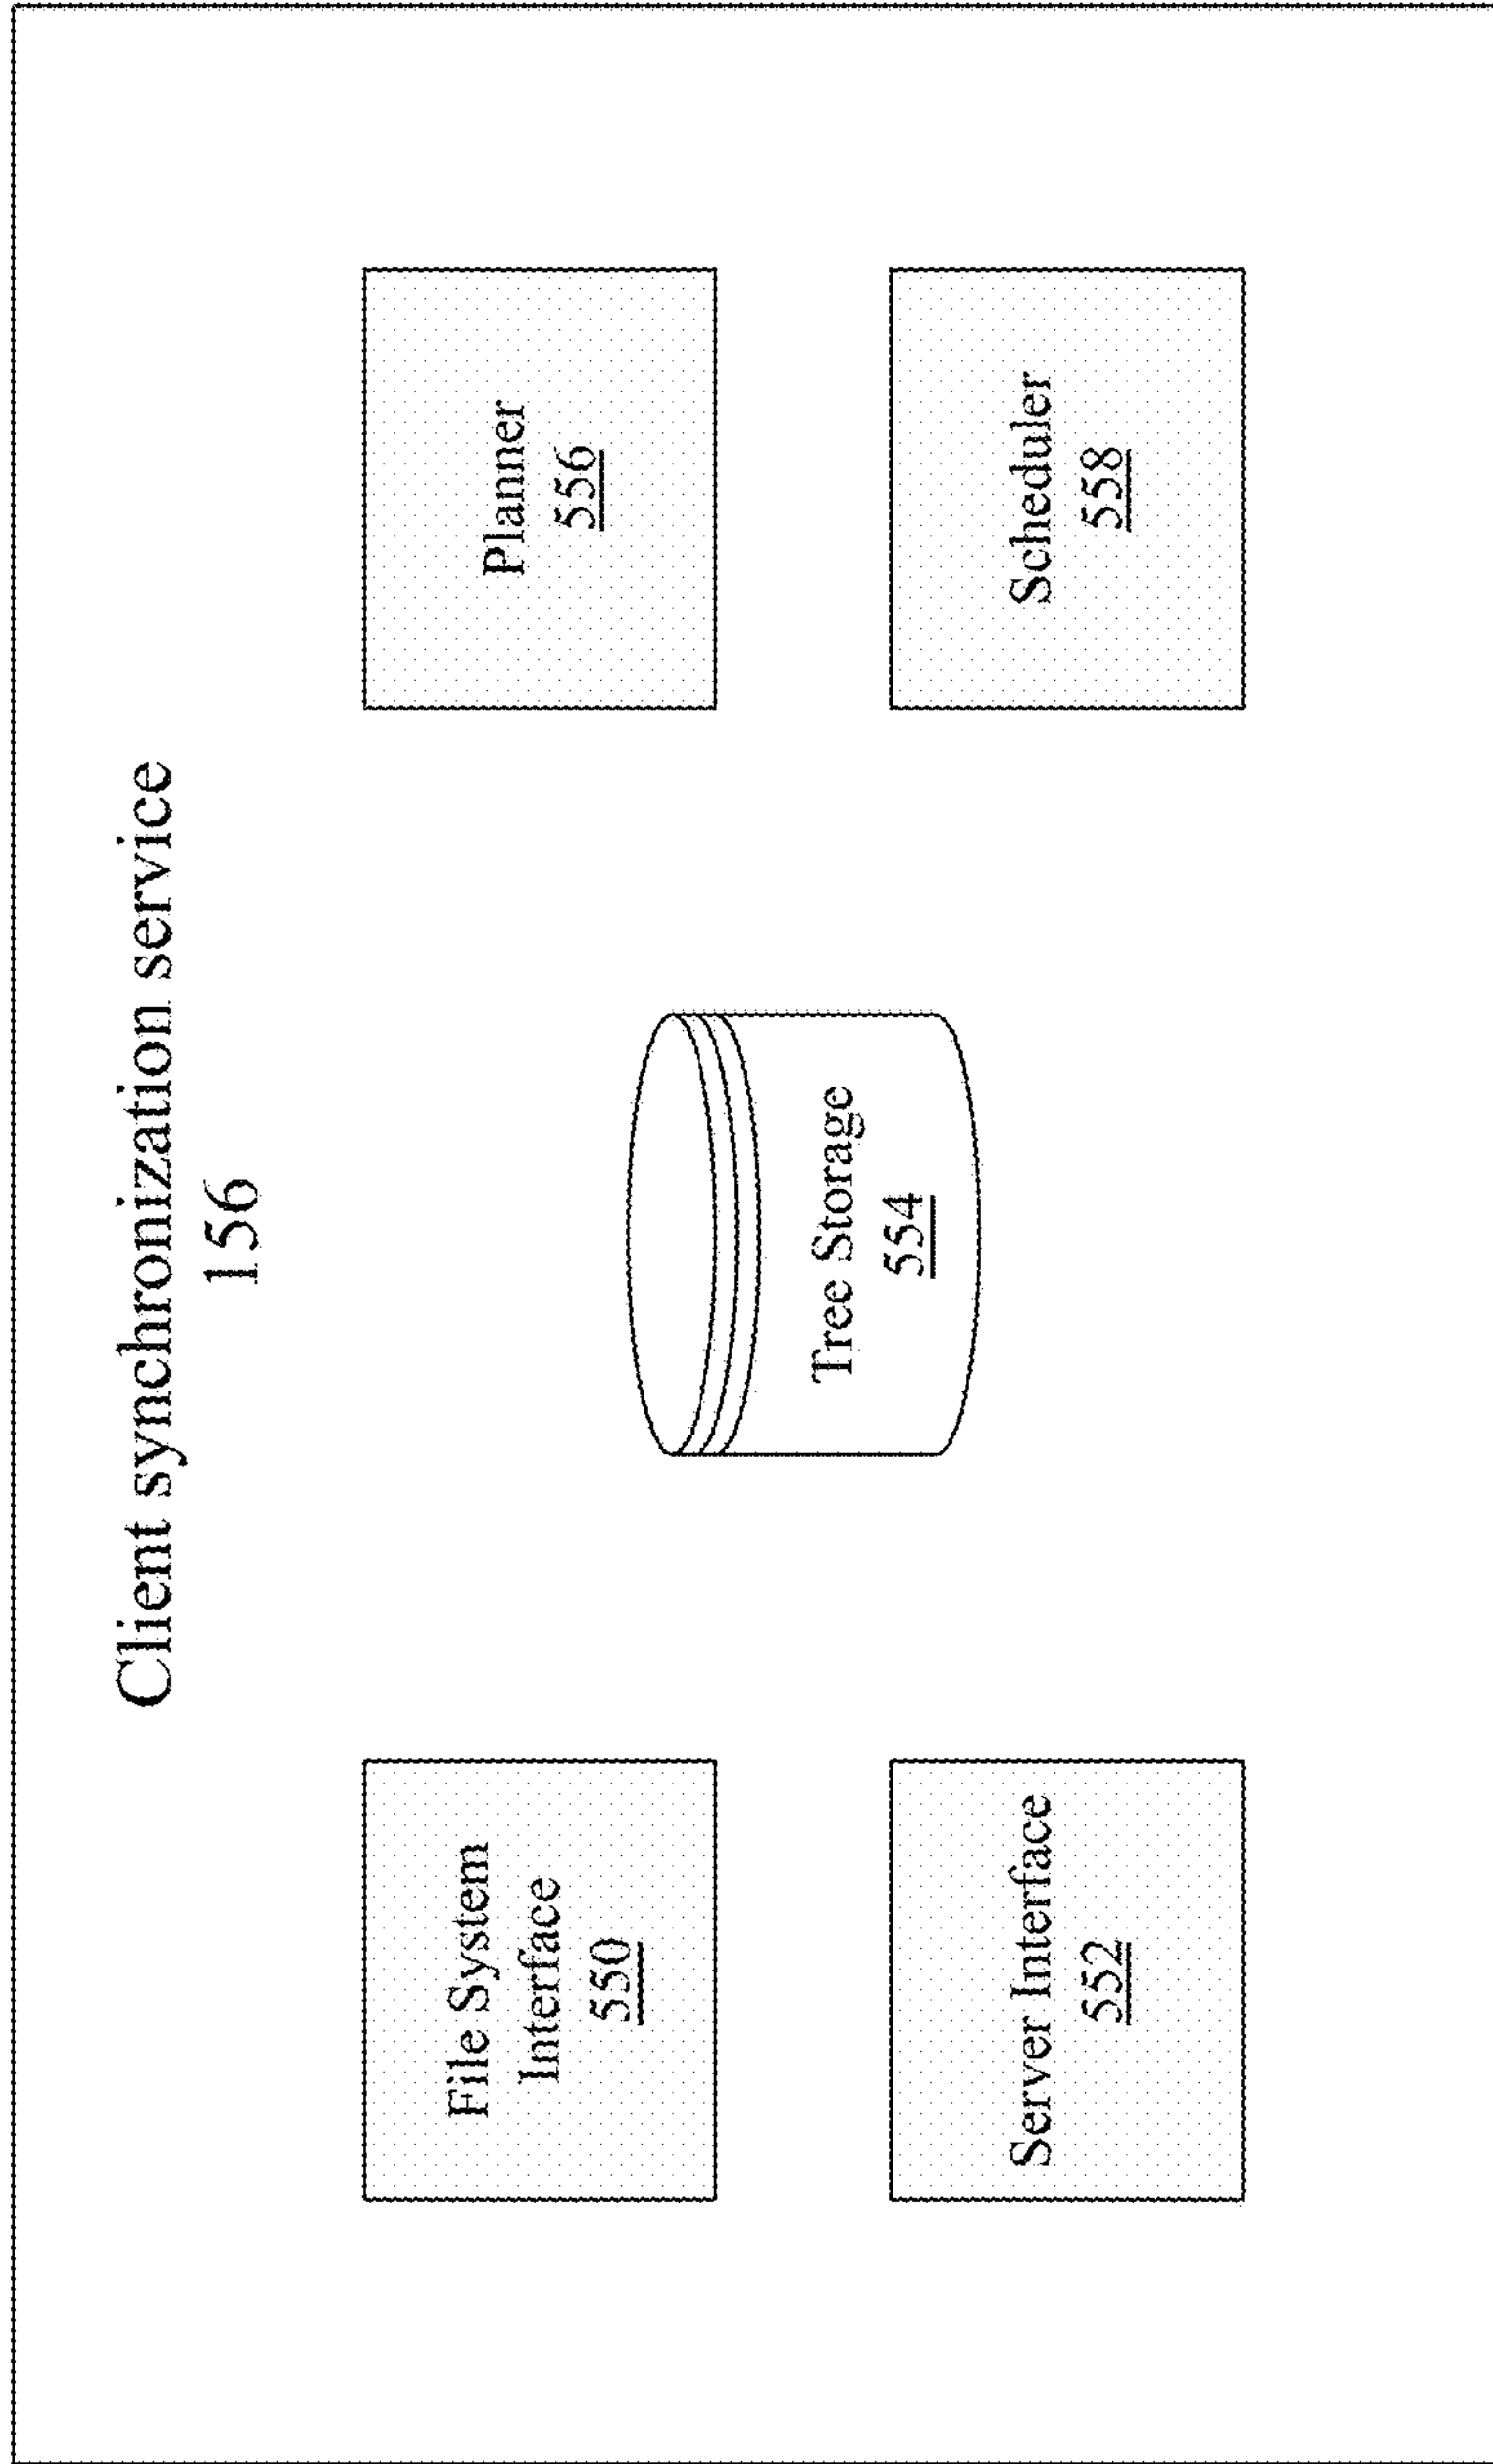 Client synchronization service
156
File System
Interface
550
Server Interface
552
Tree Storage
554
Planner
556
Scheduler
558